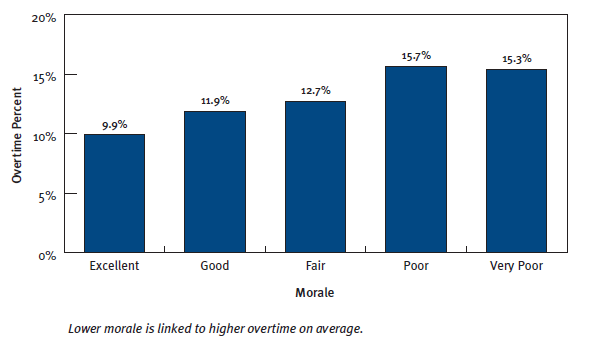 20%
15%
10%
5%
0%
Overtime Percent
9.9%
11.9%
12.7%
15.7%
15.3%
Excellent
Good
Fair
Poor
Very Poor
Morale
Lower morale is linked to higher overtime on average.